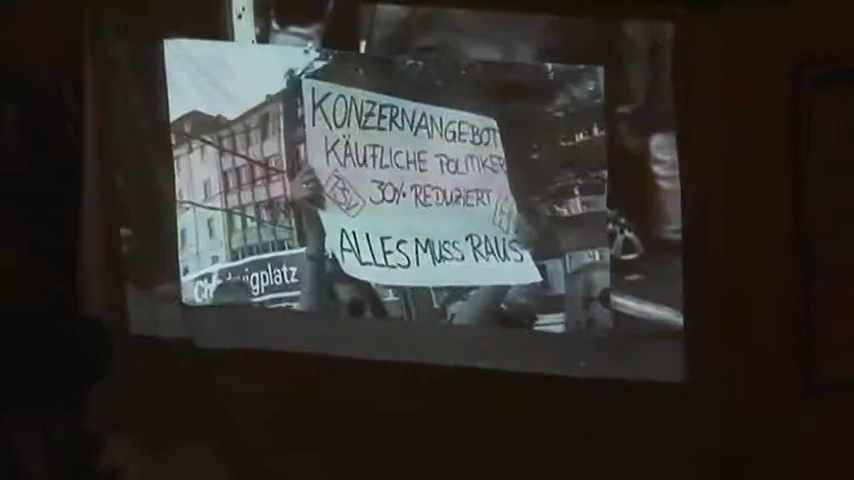 KONZERNANGEBOT
KÄUFLICHE POLITIKER
30% REDUZIERT
ALLES MUSS RAUS